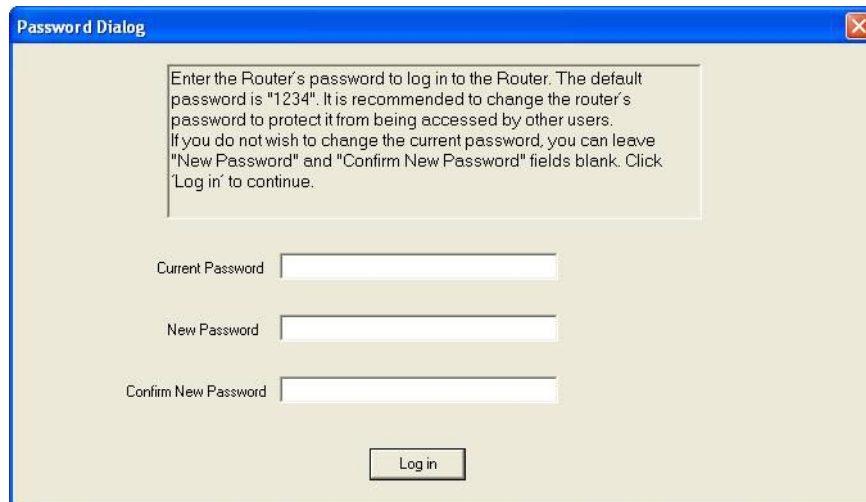 Password Dialog
Enter the Router´s password to log in to the Router. The default
password is "1234". It is recommended to change the router´s
password to protect it from being accessed by other users.
If you do not wish to change the current password, you can leave
"New Password" and "Confirm New Password" fields blank. Click
´Log in´ to continue.
Current Password
New Password
Confirm New Password
Log in